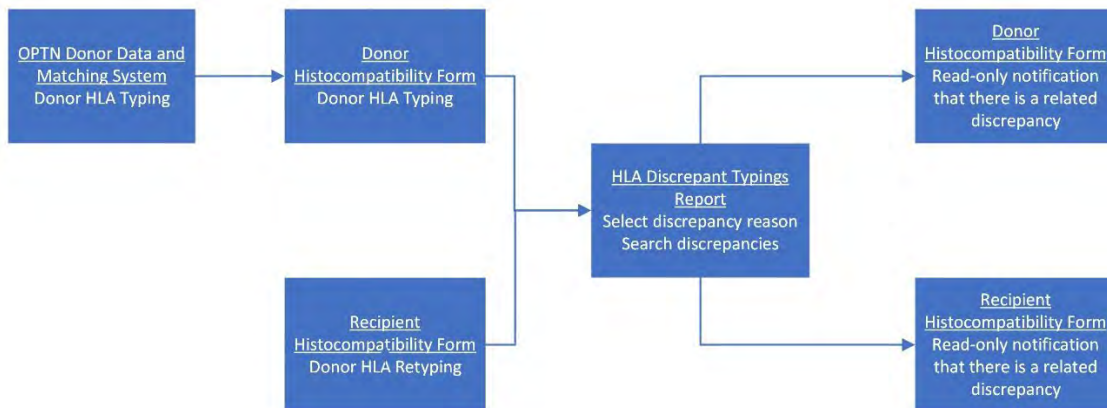 OPTN Donor Data and
Matching System
Donor HLA Typing
Donor
Histocompatibility Form
Donor HLA Typing
Recipient
Histocompatibility Form
Donor HLA Retyping
HLA Discrepant Typings
Report
Select discrepancy reason
Search discrepancies
Donor
Histocompatibility Form
Read-only notification
that there is a related
discrepancy
Recipient
Histocompatibility Form
Read-only notification
that there is a related
discrepancy